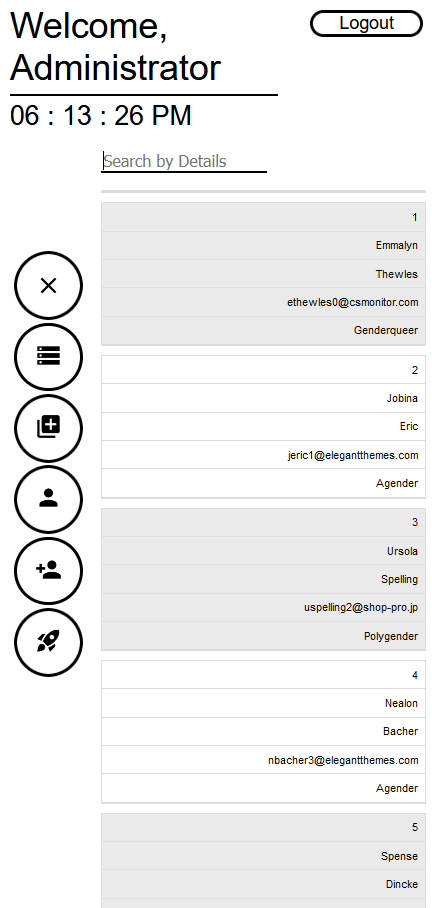 Welcome,
Administrator
Logout
06 : 13 : 26 PM
Search by Details
1
Emmalyn
Thewles
ethewles0@csmonitor.com
Genderqueer
2
Jobina
Eric
jeric1@elegantthemes.com
Agender
3
Ursola
Spelling
uspelling2@shop-pro.jp
Polygender
4
Nealon
Bacher
nbacher3@elegantthemes.com
Agender
5
Spense
Dincke